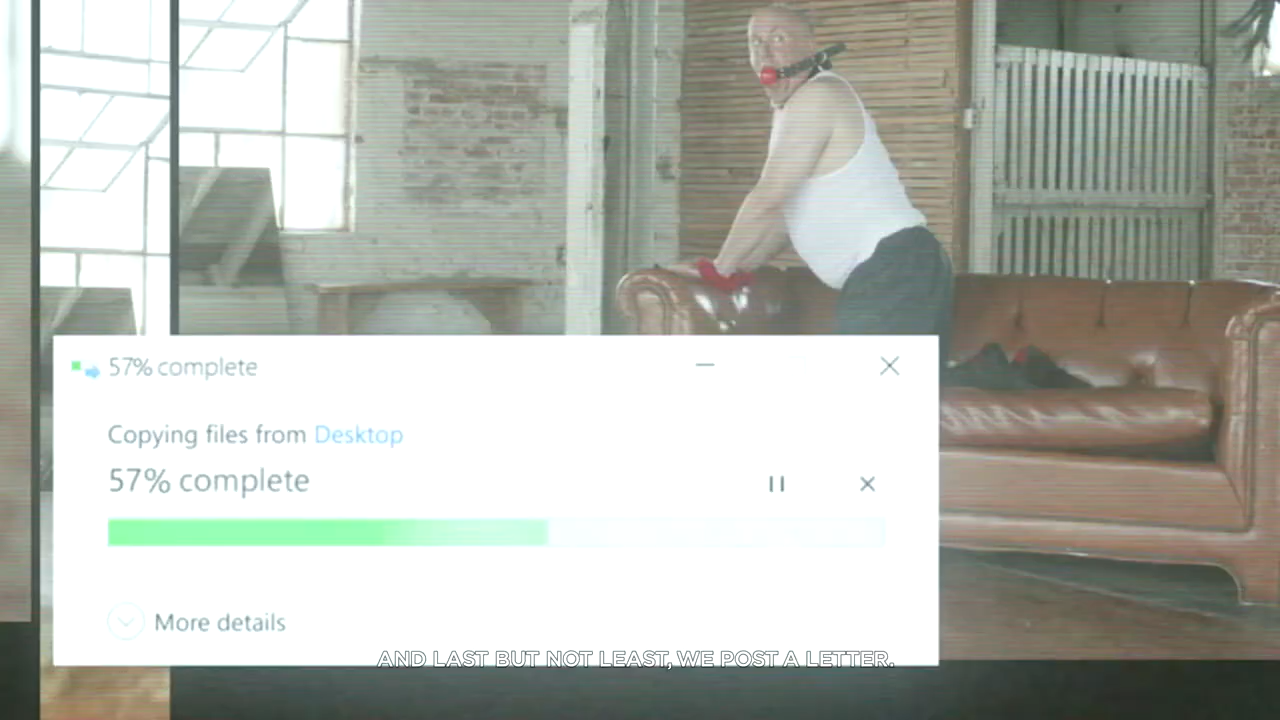 57% complete
Copying files from Desktop
57% complete
More details
AND LAST BUT NOT LEAST, WE POST A LETTER.